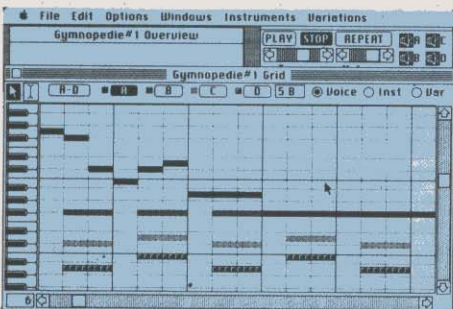 File Edit Options Windows Instruments Variations
Gymnopedie#1 Overview
PLAY STOP REPEAT A C
B D
Gymnopedie#1 Grid
A-D A B C D 5 B Voice Inst Var
6